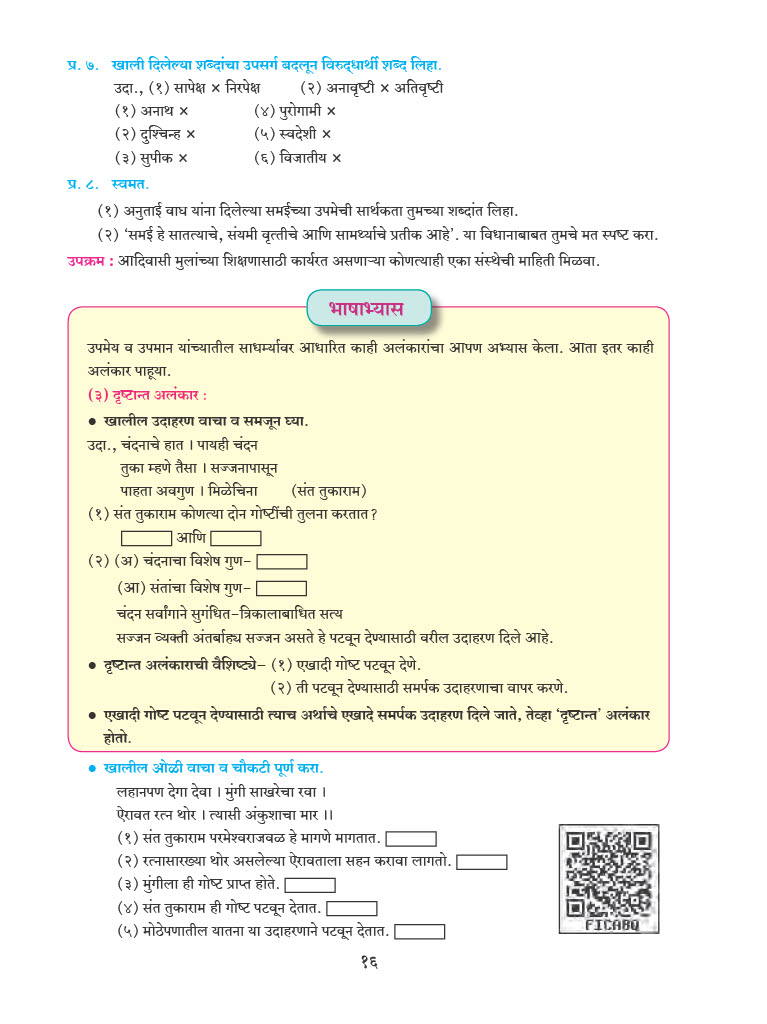 प्र. ७. खाली दिलेल्या शब्दांचा उपसर्ग बदलून विरुद्धार्थी शब्द लिहा.
उदा., (१) सापेक्ष × निरपेक्ष (२) अनावृष्टी × अतिवृष्टी
(१) अनाथ × (४) पुरोगामी ×
(२) दुश्चिन्ह × (५) स्वदेशी ×
(३) सुपीक × (६) विजातीय ×
प्र. ८. स्वमत.
(१) अनुताई वाघ यांना दिलेल्या समईच्या उपमेची सार्थकता तुमच्या शब्दांत लिहा.
(२) ‘समई हे सातत्याचे, संयमी वृत्तीचे आणि सामर्थ्याचे प्रतीक आहे’. या विधानाबाबत तुमचे मत स्पष्ट करा.
उपक्रम : आदिवासी मुलांच्या शिक्षणासाठी कार्यरत असणाऱ्या कोणत्याही एका संस्थेची माहिती मिळवा.
भाषाभ्यास
उपमेय व उपमान यांच्यातील साधर्म्यावर आधारित काही अलंकारांचा आपण अभ्यास केला. आता इतर काही
अलंकार पाहूया.
(३) दृष्टान्त अलंकार :
● खालील उदाहरण वाचा व समजून घ्या.
उदा., चंदनाचे हात । पायही चंदन
तुका म्हणे तैसा । सज्जनापासून
पाहता अवगुण । मिळेचिना (संत तुकाराम)
(१) संत तुकाराम कोणत्या दोन गोष्टींची तुलना करतात?
आणि
(२) (अ) चंदनाचा विशेष गुण–
(आ) संतांचा विशेष गुण–
चंदन सर्वांगाने सुगंधित–त्रिकालाबाधित सत्य
सज्जन व्यक्ती अंतर्बाह्य सज्जन असते हे पटवून देण्यासाठी वरील उदाहरण दिले आहे.
● दृष्टान्त अलंकाराची वैशिष्ट्ये– (१) एखादी गोष्ट पटवून देणे.
(२) ती पटवून देण्यासाठी समर्पक उदाहरणाचा वापर करणे.
● एखादी गोष्ट पटवून देण्यासाठी त्याच अर्थाचे एखादे समर्पक उदाहरण दिले जाते, तेव्हा ‘दृष्टान्त’ अलंकार
होतो.
● खालील ओळी वाचा व चौकटी पूर्ण करा.
लहानपण देगा देवा । मुंगी साखरेचा रवा ।
ऐरावत रत्न थोर । त्यासी अंकुशाचा मार ।।
(१) संत तुकाराम परमेश्वराजवळ हे मागणे मागतात.
(२) रत्नासारख्या थोर असलेल्या ऐरावताला सहन करावा लागतो.
(३) मुंगीला ही गोष्ट प्राप्त होते.
(४) संत तुकाराम ही गोष्ट पटवून देतात.
(५) मोठेपणातील यातना या उदाहरणाने पटवून देतात.
FICABQ
१६